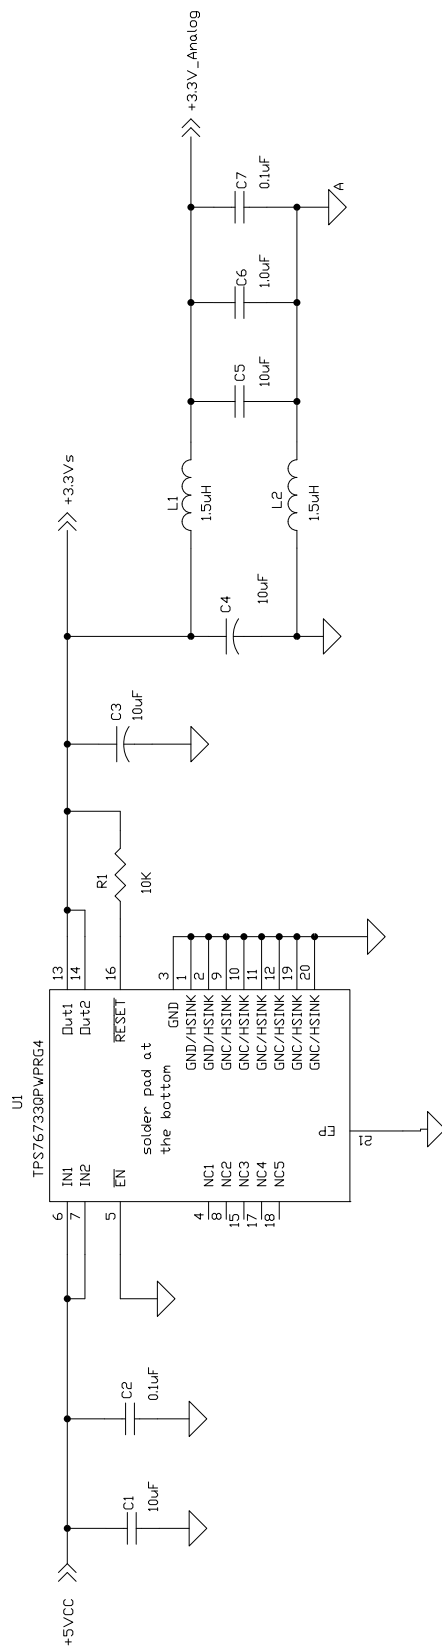 +5VCC
C1
10uF
C2
0.1uF
U1
TPS76733QPWPRG4
6
IN1
7
IN2
5
EN
4
NC1
8
NC2
15
NC3
17
NC4
18
NC5
solder pad at
the bottom
EP
21
13
Out1
14
Out2
16
RESET
3
GND
1
GND/HSINK
2
GND/HSINK
9
GNC/HSINK
10
GNC/HSINK
11
GNC/HSINK
12
GNC/HSINK
19
GNC/HSINK
20
GNC/HSINK
R1
10K
C3
10uF
+3.3Vs
C4
10uF
L1
1.5uH
L2
1.5uH
C5
10uF
C6
1.0uF
C7
0.1uF
A
+3.3V_Analog